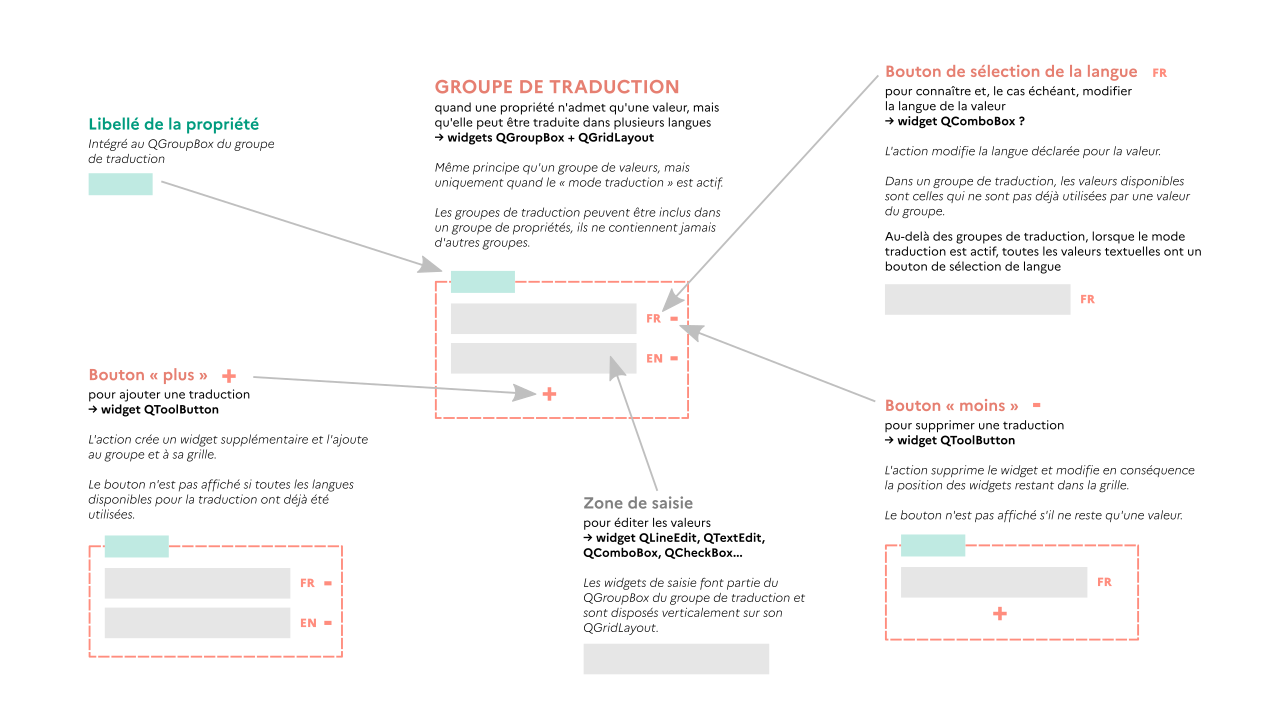 Libellé de la propriété
Intégré au QGroupBox du groupe
de traduction
GROUPE DE TRADUCTION
quand une propriété n'admet qu'une valeur, mais
qu'elle peut être traduite dans plusieurs langues
→ widgets QGroupBox + QGridLayout
Même principe qu'un groupe de valeurs, mais
uniquement quand le « mode traduction » est actif.
Les groupes de traduction peuvent être inclus dans
un groupe de propriétés, ils ne contiennent jamais
d'autres groupes.
FR -
EN -
+
Bouton de sélection de la langue FR
pour connaître et, le cas échéant, modifier
la langue de la valeur
→ widget QComboBox ?
L'action modifie la langue déclarée pour la valeur.
Dans un groupe de traduction, les valeurs disponibles
sont celles qui ne sont pas déjà utilisées par une valeur
du groupe.
Au-delà des groupes de traduction, lorsque le mode
traduction est actif, toutes les valeurs textuelles ont un
bouton de sélection de langue
FR
Bouton « plus » +
pour ajouter une traduction
→ widget QToolButton
L'action crée un widget supplémentaire et l'ajoute
au groupe et à sa grille.
Le bouton n'est pas affiché si toutes les langues
disponibles pour la traduction ont déjà été
utilisées.
FR -
EN -
Zone de saisie
pour éditer les valeurs
→ widget QLineEdit, QTextEdit,
QComboBox, QCheckBox...
Les widgets de saisie font partie du
QGroupBox du groupe de traduction et
sont disposés verticalement sur son
QGridLayout.
Bouton « moins » -
pour supprimer une traduction
→ widget QToolButton
L'action supprime le widget et modifie en conséquence
la position des widgets restant dans la grille.
Le bouton n'est pas affiché s'il ne reste qu'une valeur.
FR
+